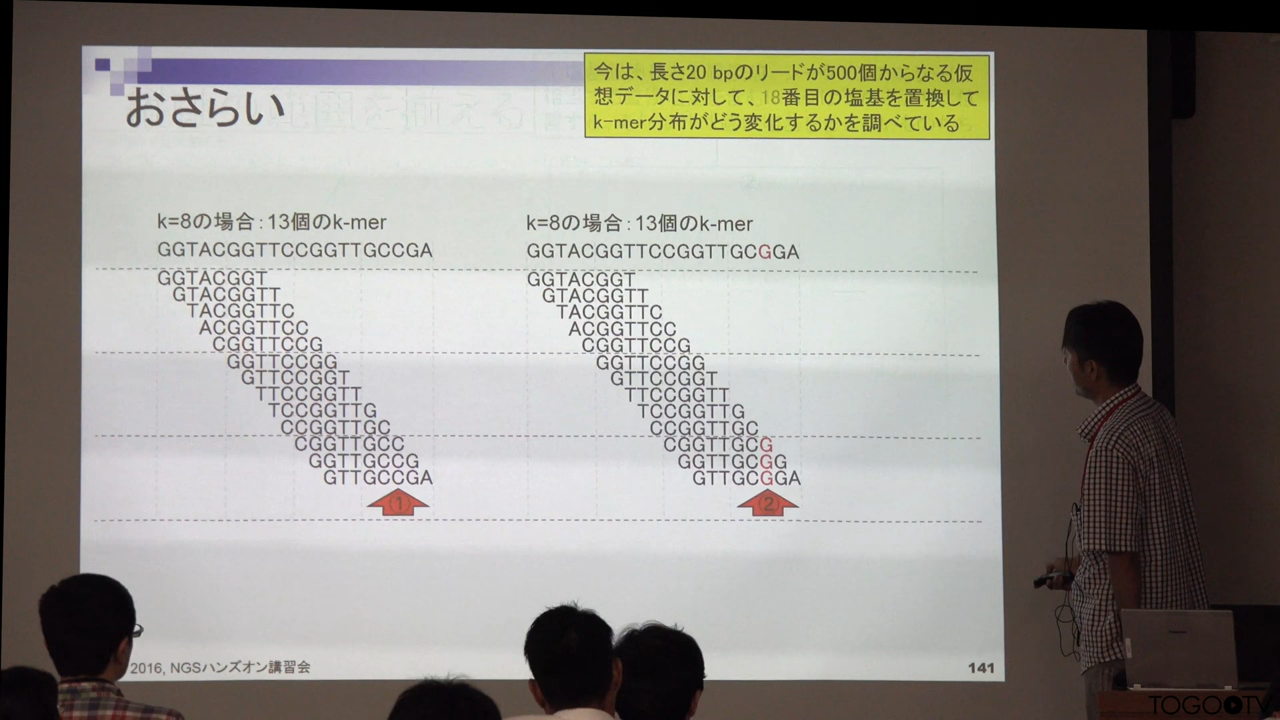 おさらい
今は、長さ20 bpのリードが500個からなる仮
想データに対して、18番目の塩基を置換して
k-mer分布がどう変化するかを調べている
k=8の場合：13個のk-mer
GGTACGGTTCCGGTTGCCGA
GGTACGGT
GTACGGTT
TACGGTTC
ACGGTTCC
CGGTTCCG
GGTTCCGG
GTTCCGGT
TTCCGGTT
TCCGGTTG
CCGGTTGC
CGGTTGCC
GGTTGCCG
GTTGCCGA
①
k=8の場合：13個のk-mer
GGTACGGTTCCGGTTGCGGA
GGTACGGT
GTACGGTT
TACGGTTC
ACGGTTCC
CGGTTCCG
GGTTCCGG
GTTCCGGT
TTCCGGTT
TCCGGTTG
CCGGTTGC
CGGTTGCG
GGTTGCGG
GTTGCGGA
②
2016, NGSハンズオン講習会
141
TOGOTV